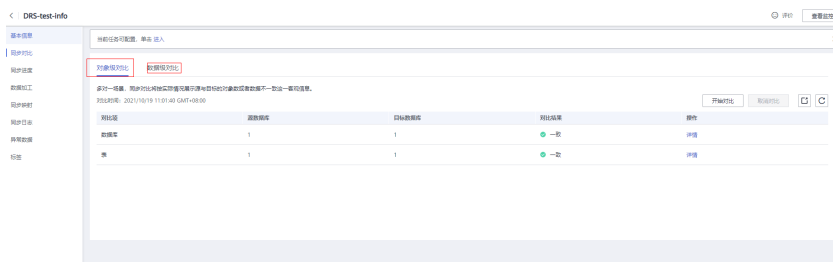 < DRS-test-info
评价
查看监控
基本信息
同步对比
同步进度
数据加工
同步映射
同步日志
异常数据
标签
当前任务可配置，单击 进入
对象级对比
数据级对比
多对一场景，同步对比将按实际情况展示源与目标的对象数或者数据不一致这一客观信息。
对比时间：2021/10/19 11:01:40 GMT+08:00
开始对比
取消对比
对比项 源数据库 目标数据库 对比结果 操作
数据库 1 1 一致 详情
表 1 1 一致 详情